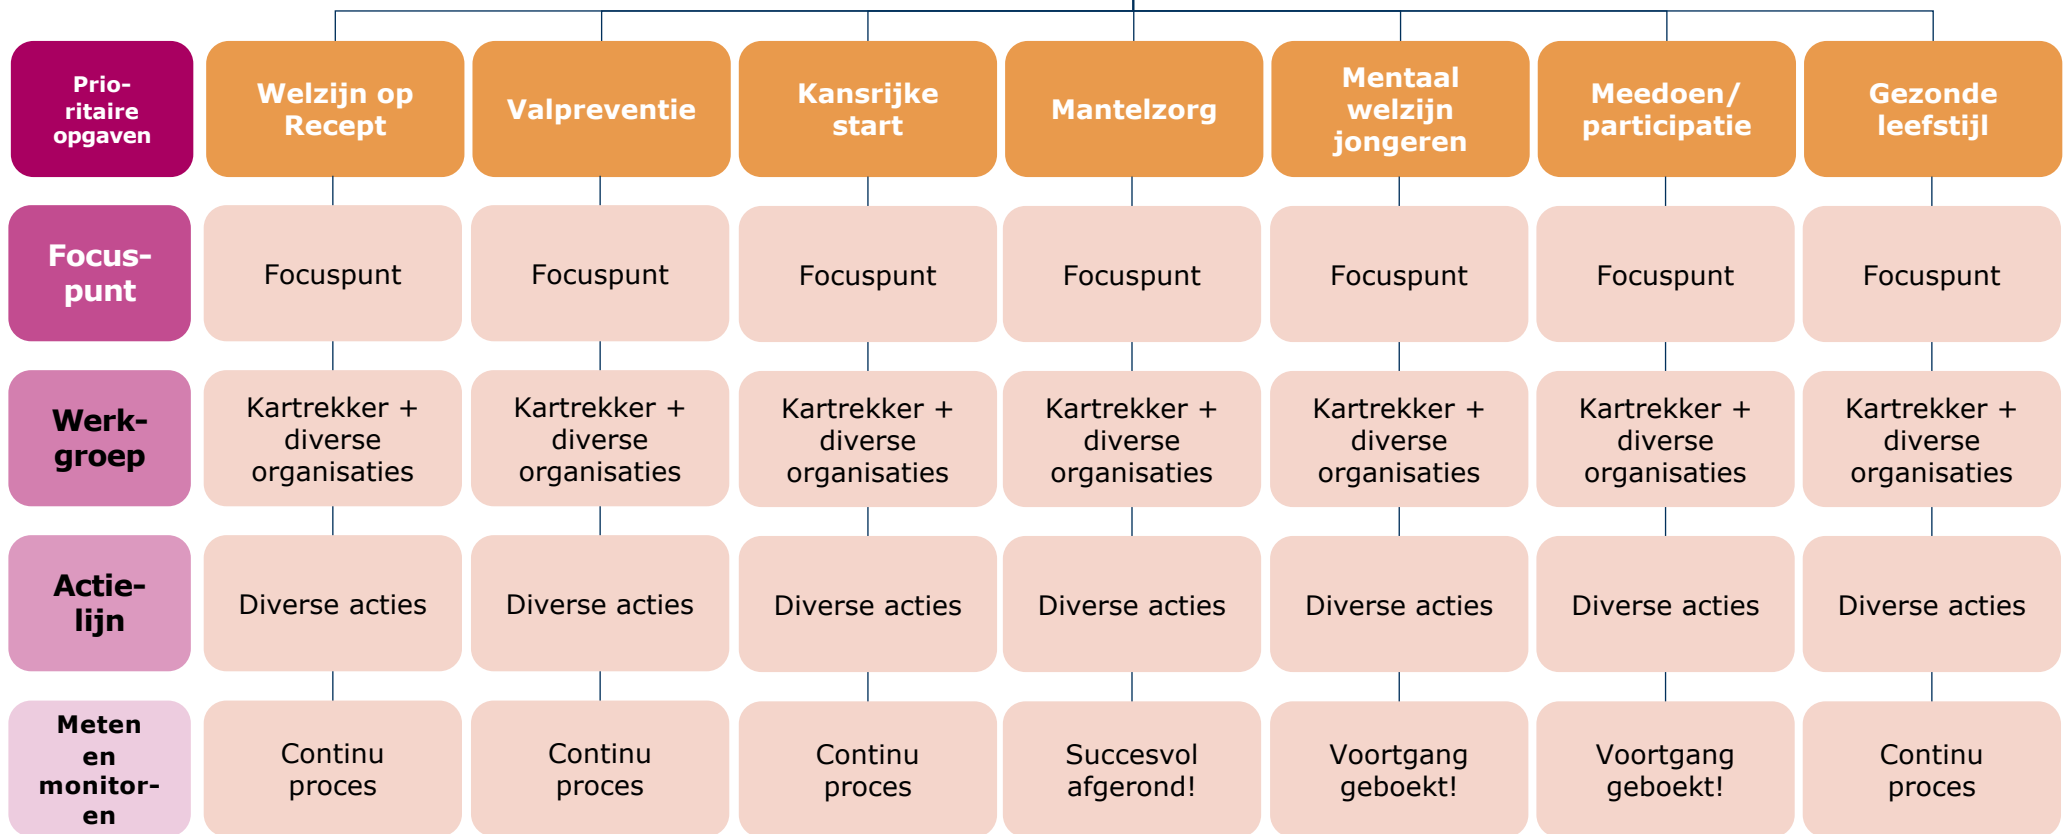 Prio-
ritaire
opgaven
Welzijn op
Recept
Valpreventie
Kansrijke
start
Mantelzorg
Mentaal
welzijn
jongeren
Meedoen/
participatie
Gezonde
leefstijl
Focus-
punt
Focuspunt
Focuspunt
Focuspunt
Focuspunt
Focuspunt
Focuspunt
Focuspunt
Werk-
groep
Kartrekker +
diverse
organisaties
Kartrekker +
diverse
organisaties
Kartrekker +
diverse
organisaties
Kartrekker +
diverse
organisaties
Kartrekker +
diverse
organisaties
Kartrekker +
diverse
organisaties
Kartrekker +
diverse
organisaties
Actie-
lijn
Diverse acties
Diverse acties
Diverse acties
Diverse acties
Diverse acties
Diverse acties
Diverse acties
Meten
en
monitor-
en
Continu
proces
Continu
proces
Continu
proces
Succesvol
afgerond!
Voortgang
geboekt!
Voortgang
geboekt!
Continu
proces